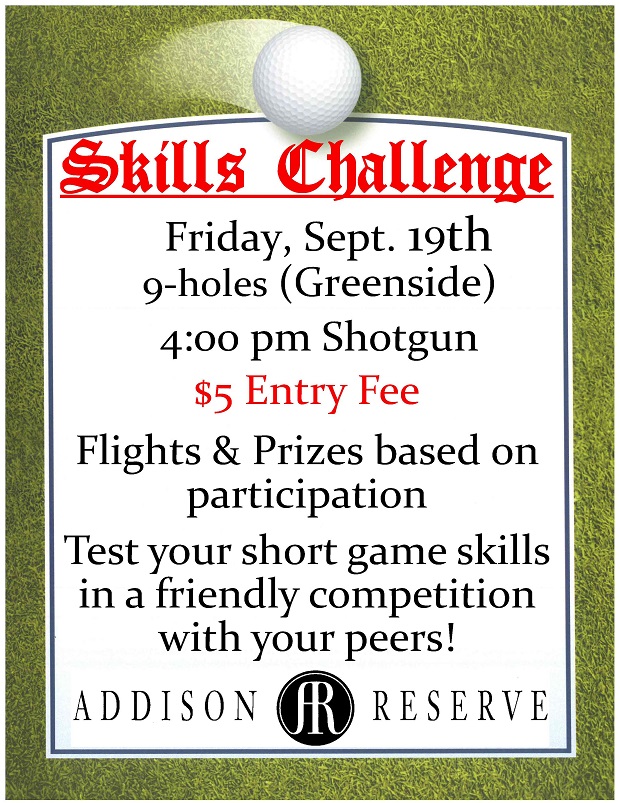 Skills Challenge
Friday, Sept. 19th
9-holes (Greenside)
4:00 pm Shotgun
$5 Entry Fee
Flights & Prizes based on
participation
Test your short game skills
in a friendly competition
with your peers!
ADDISON AR RESERVE